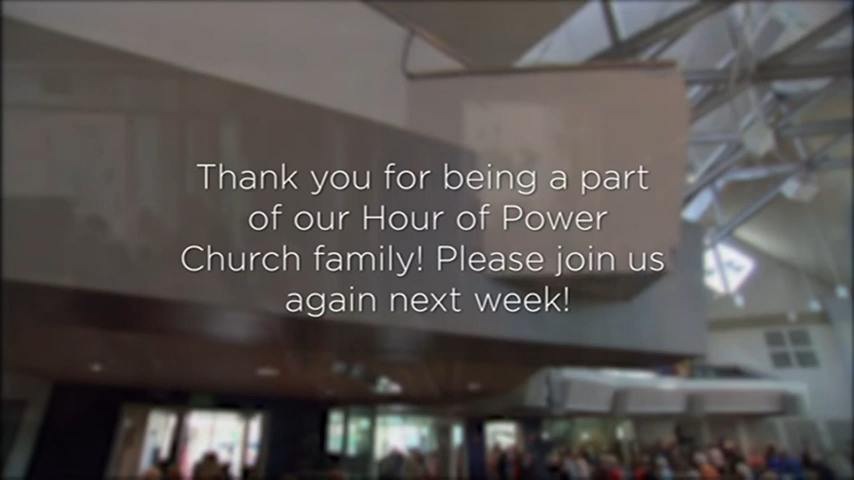 Thank you for being a part
of our Hour of Power
Church family! Please join us
again next week!